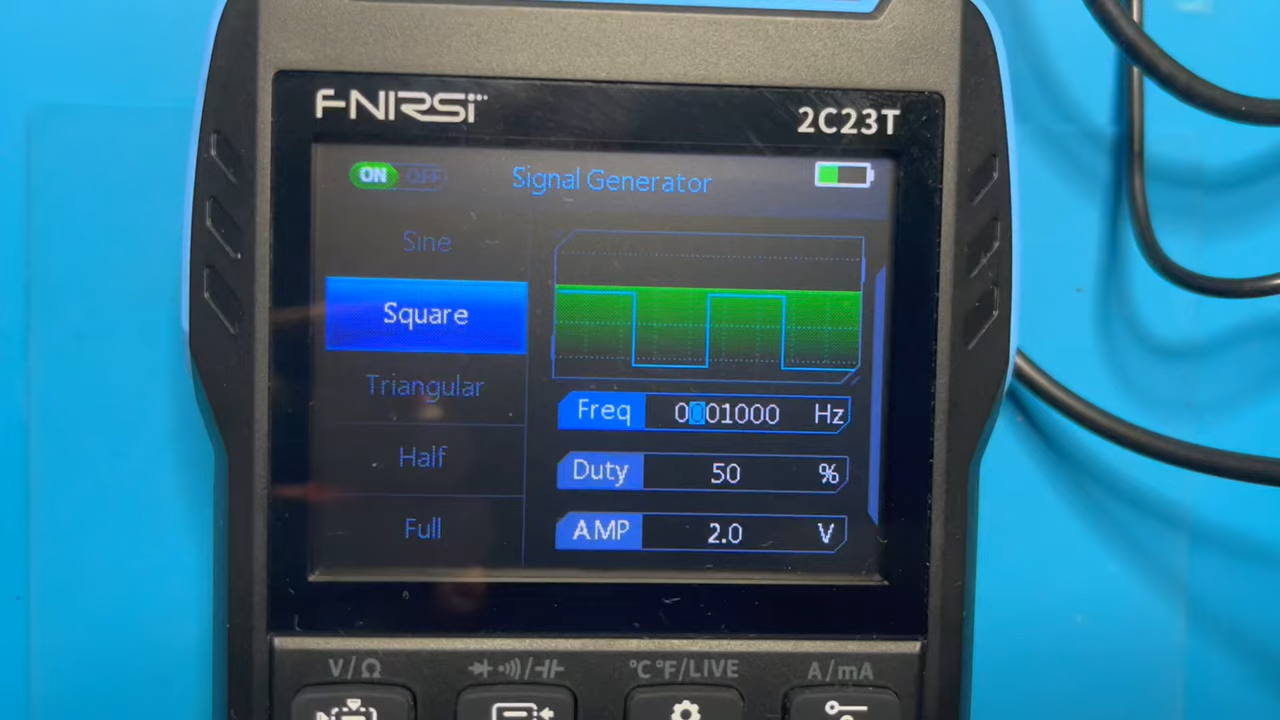 FNIRSI
2C23T
ON OFF
Signal Generator
Sine
Square
Triangular
Half
Full
Freq 0001000 Hz
Duty 50 %
AMP 2.0 V
V/Ω
℃℉/LIVE
A/mA